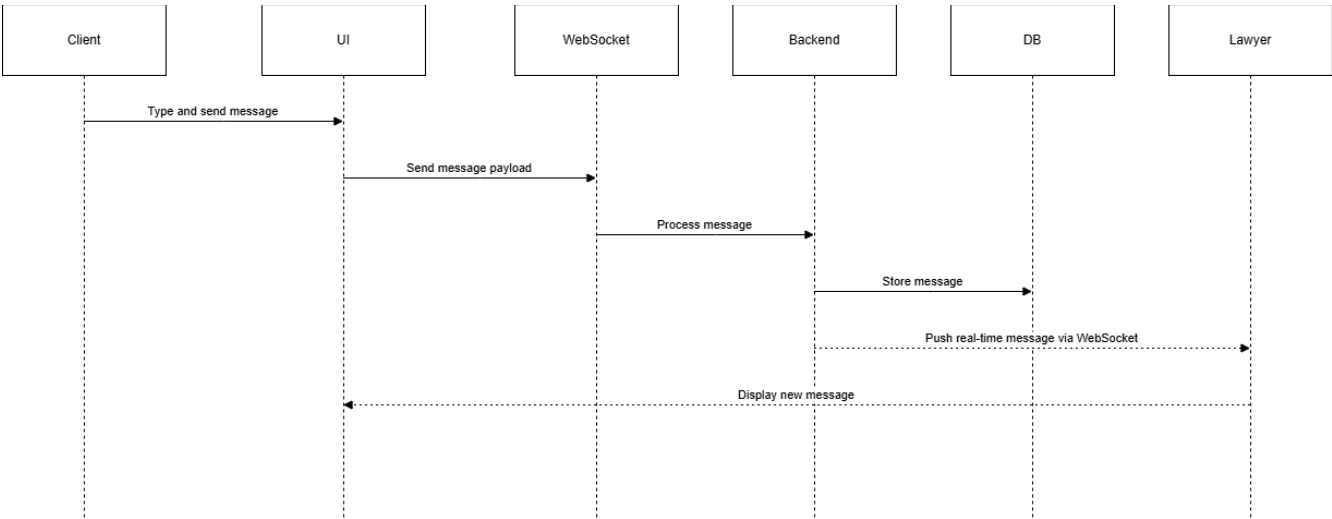 Client
UI
WebSocket
Backend
DB
Lawyer
Type and send message
Send message payload
Process message
Store message
Push real-time message via WebSocket
Display new message